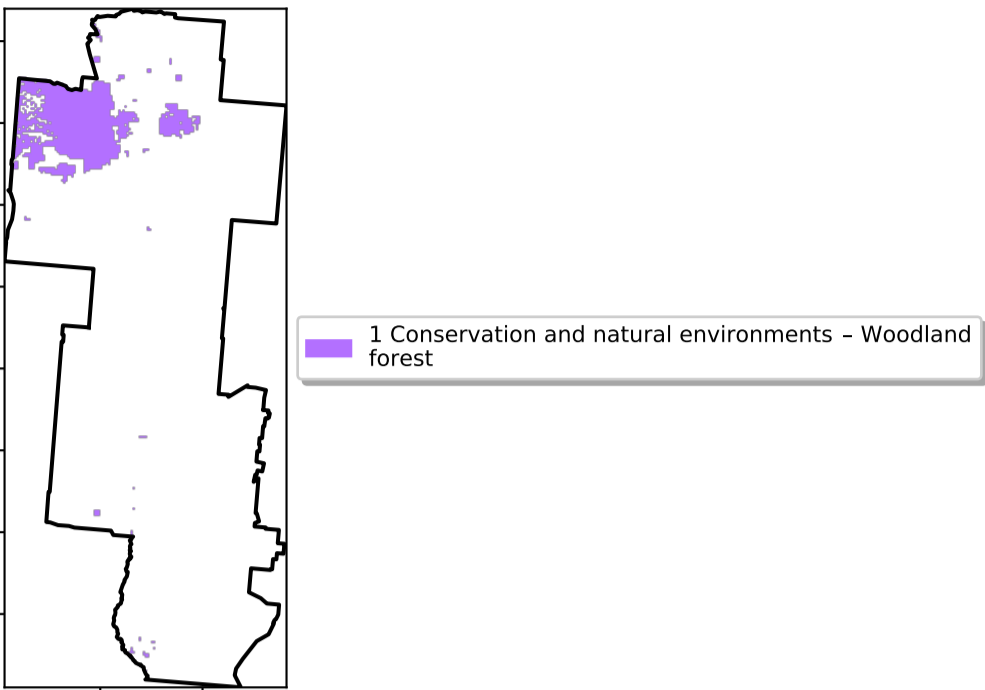 1 Conservation and natural environments – Woodland
forest